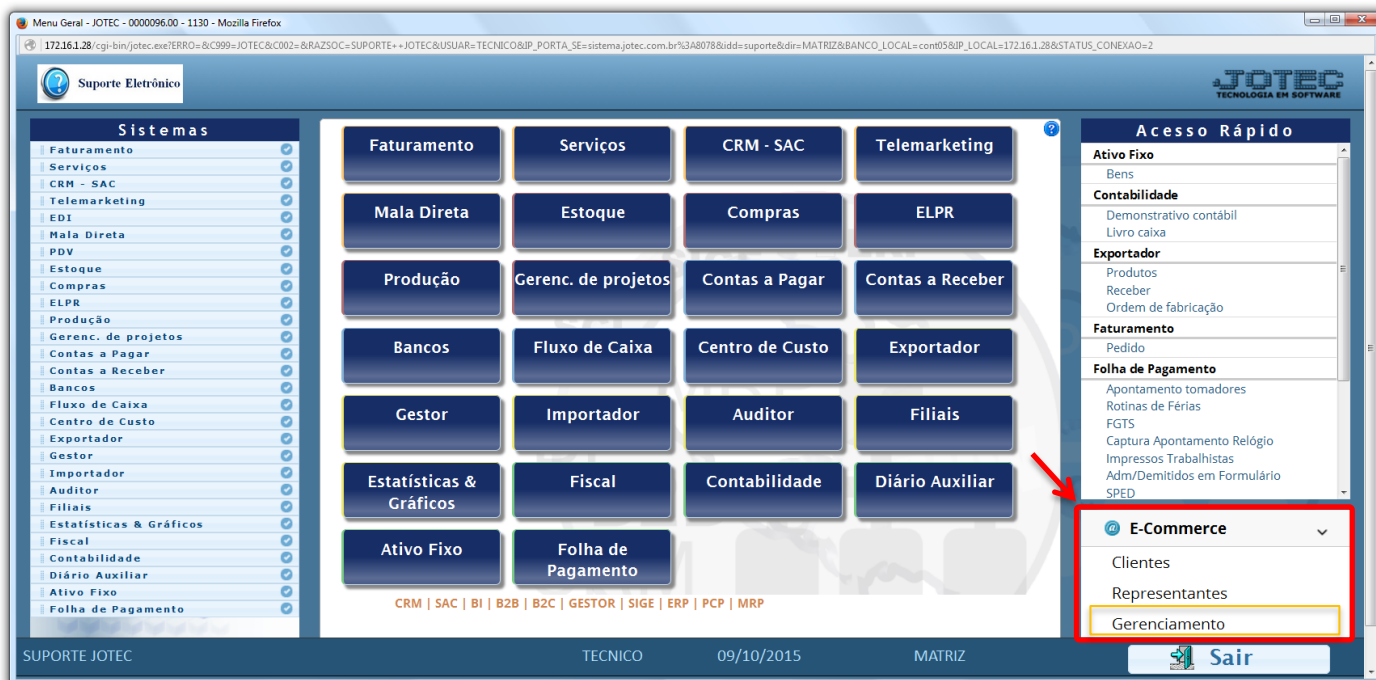 Menu Geral - JOTEC - 0000096.00 - 1130 - Mozilla Firefox
172.16.1.28/cgi-bin/jotec.exe?ERRO=&C999=JOTEC&C002=&RAZSOC=SUPORTE++JOTEC&USUAR=TECNICO&IP_PORTA_SE=sistema.jotec.com.br%3A8078&idd=suporte&dir=MATRIZ&BANCO_LOCAL=cont05&IP_LOCAL=172.16.1.28&STATUS_CONEXAO=2
Suporte Eletrônico
JOTEC
TECNOLOGIA EM SOFTWARE
Sistemas
Faturamento
Serviços
CRM - SAC
Telemarketing
EDI
Mala Direta
PDV
Estoque
Compras
ELPR
Produção
Gerenc. de projetos
Contas a Pagar
Contas a Receber
Bancos
Fluxo de Caixa
Centro de Custo
Exportador
Gestor
Importador
Auditor
Filiais
Estatísticas & Gráficos
Fiscal
Contabilidade
Diário Auxiliar
Ativo Fixo
Folha de Pagamento
Faturamento
Serviços
CRM - SAC
Telemarketing
Mala Direta
Estoque
Compras
ELPR
Produção
Gerenc. de projetos
Contas a Pagar
Contas a Receber
Bancos
Fluxo de Caixa
Centro de Custo
Exportador
Gestor
Importador
Auditor
Filiais
Estatísticas &
Gráficos
Fiscal
Contabilidade
Diário Auxiliar
Ativo Fixo
Folha de
Pagamento
CRM | SAC | BI | B2B | B2C | GESTOR | SIGE | ERP | PCP | MRP
Acesso Rápido
Ativo Fixo
Bens
Contabilidade
Demonstrativo contábil
Livro caixa
Exportador
Produtos
Receber
Ordem de fabricação
Faturamento
Pedido
Folha de Pagamento
Apontamento tomadores
Rotinas de Férias
FGTS
Captura Apontamento Relógio
Impressos Trabalhistas
Adm/Demitidos em Formulário
SPED
@ E-Commerce
Clientes
Representantes
Gerenciamento
SUPORTE JOTEC
TECNICO
09/10/2015
MATRIZ
Sair